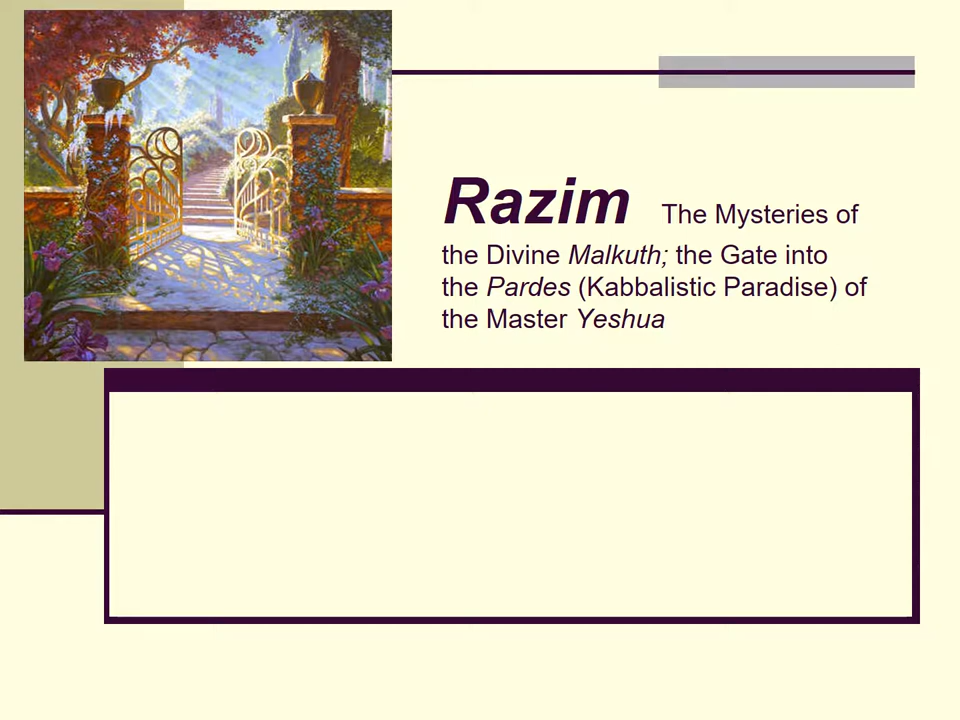 Razim The Mysteries of
the Divine Malkuth; the Gate into
the Pardes (Kabbalistic Paradise) of
the Master Yeshua